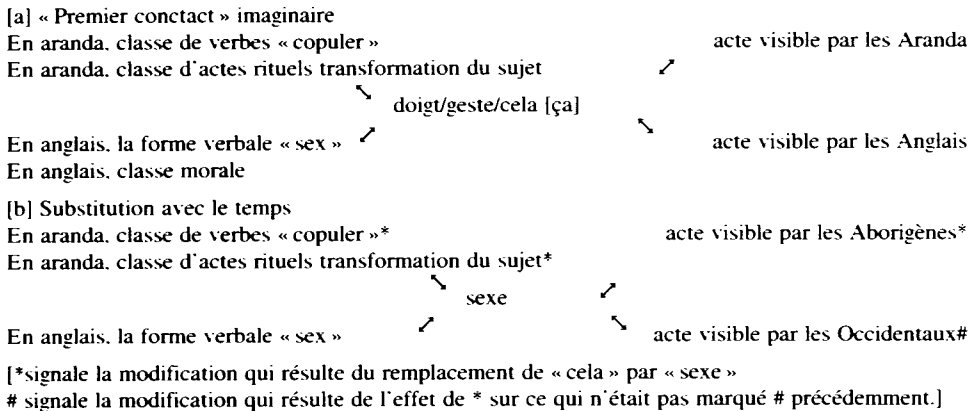 [a] « Premier conctact » imaginaire
En aranda, classe de verbes « copuler » acte visible par les Aranda
En aranda, classe d'actes rituels transformation du sujet
doigt/geste/cela [ça]
En anglais, la forme verbale « sex » acte visible par les Anglais
En anglais, classe morale
[b] Substitution avec le temps
En aranda, classe de verbes « copuler »* acte visible par les Aborigènes*
En aranda, classe d'actes rituels transformation du sujet*
sexe
En anglais, la forme verbale « sex » acte visible par les Occidentaux#
[*signale la modification qui résulte du remplacement de « cela » par « sexe »
# signale la modification qui résulte de l'effet de * sur ce qui n'était pas marqué # précédemment.]